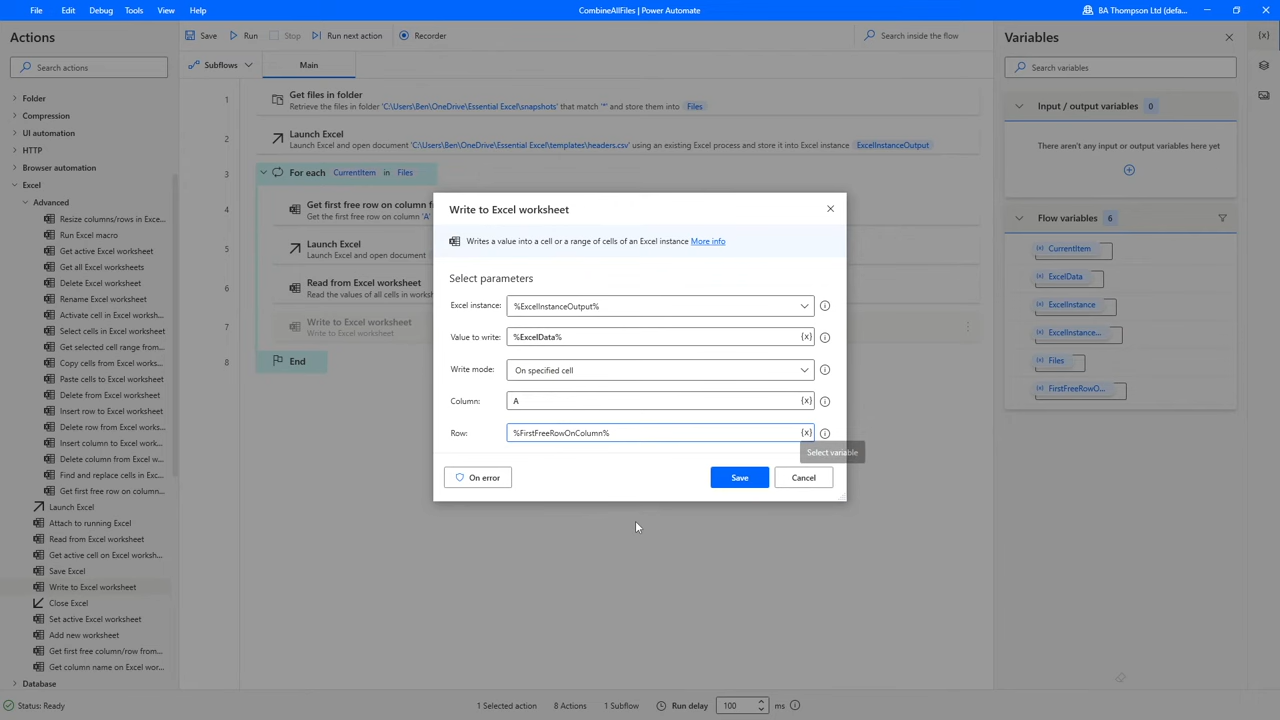 File Edit Debug Tools View Help CombineAllFiles | Power Automate BA Thompson Ltd (defa...
Actions
Search actions
Folder
Compression
UI automation
HTTP
Browser automation
Excel
Advanced
Resize columns/rows in Exce...
Run Excel macro
Get active Excel worksheet
Get all Excel worksheets
Delete Excel worksheet
Rename Excel worksheet
Activate cell in Excel worksh...
Select cells in Excel worksheet
Get selected cell range from...
Copy cells from Excel works...
Paste cells to Excel worksheet
Delete from Excel worksheet
Insert row to Excel worksheet
Delete row from Excel works...
Insert column to Excel works...
Delete column from Excel w...
Find and replace cells in Exc...
Get first free row on column...
Launch Excel
Attach to running Excel
Read from Excel worksheet
Get active cell on Excel worksh...
Save Excel
Write to Excel worksheet
Close Excel
Set active Excel worksheet
Add new worksheet
Get first free column/row from...
Get column name on Excel wor...
Database
Save Run Stop Run next action Recorder Search inside the flow
Subflows Main
1 Get files in folder
Retrieve the files in folder 'C:\Users\Ben\OneDrive\Essential Excel\snapshots' that match '*' and store them into Files
2 Launch Excel
Launch Excel and open document 'C:\Users\Ben\OneDrive\Essential Excel\templates\headers.csv' using an existing Excel process and store it into Excel instance ExcelInstanceOutput
3 For each CurrentItem in Files
4 Get first free row on column f
Get the first free row on column 'A'
5 Launch Excel
Launch Excel and open document
6 Read from Excel worksheet
Read the values of all cells in works
7 Write to Excel worksheet
Write to Excel worksheet
8 End
Write to Excel worksheet
Writes a value into a cell or a range of cells of an Excel instance More info
Select parameters
Excel instance: %ExcelInstanceOutput%
Value to write: %ExcelData% {x}
Write mode: On specified cell
Column: A {x}
Row: %FirstFreeRowOnColumn% {x}
Select variable
On error Save Cancel
Variables
Search variables
Input / output variables 0
There aren't any input or output variables here yet
Flow variables 6
CurrentItem
ExcelData
ExcelInstance
ExcelInstance...
Files
FirstFreeRowO...
Status: Ready 1 Selected action 8 Actions 1 Subflow Run delay 100 ms